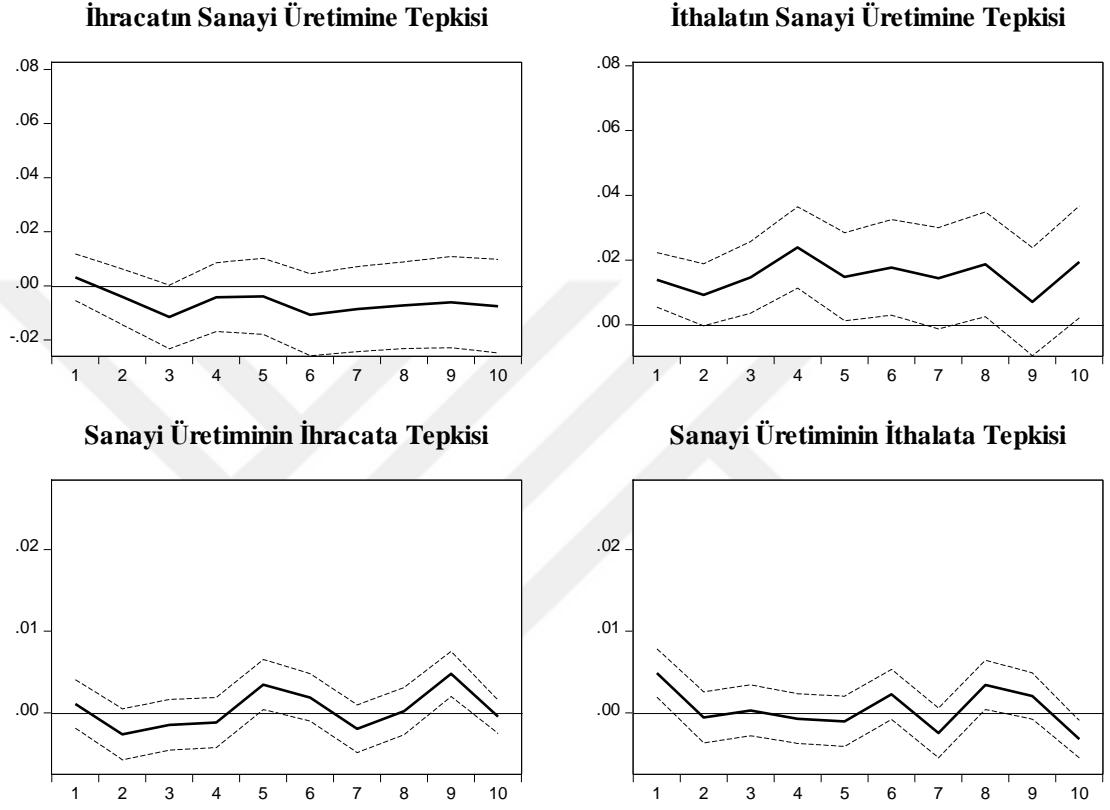 İhracatın Sanayi Üretimine Tepkisi
.08
.06
.04
.02
.00
-.02
1 2 3 4 5 6 7 8 9 10
İthalatın Sanayi Üretimine Tepkisi
.08
.06
.04
.02
.00
1 2 3 4 5 6 7 8 9 10
Sanayi Üretiminin İhracata Tepkisi
.02
.01
.00
1 2 3 4 5 6 7 8 9 10
Sanayi Üretiminin İthalata Tepkisi
.02
.01
.00
1 2 3 4 5 6 7 8 9 10